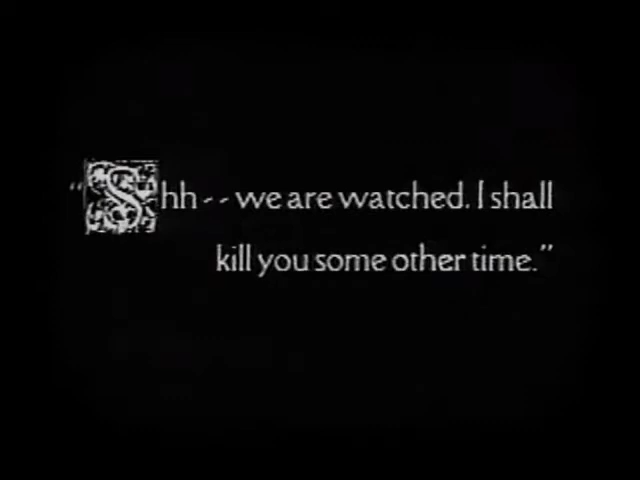 “Shh-- we are watched. I shall
kill you some other time.”